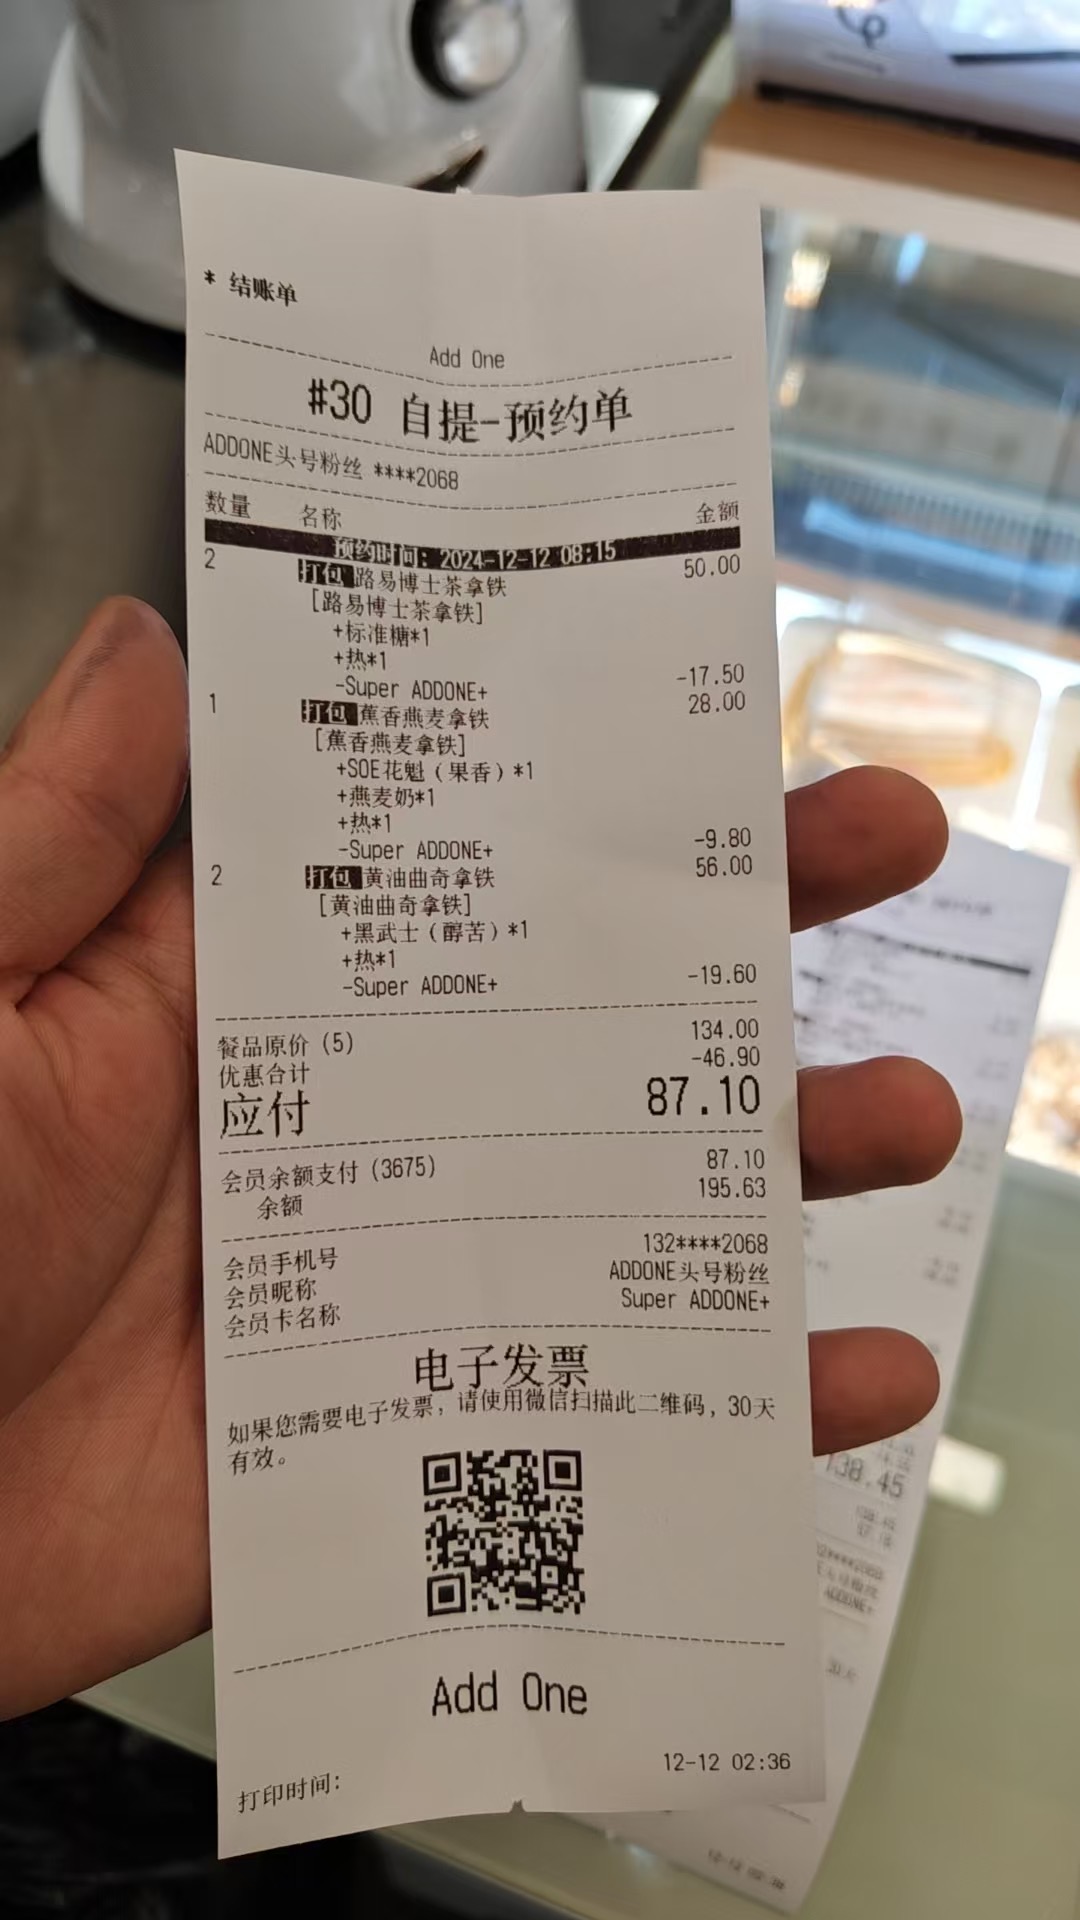 * 结账单
Add One
#30 自提-预约单
ADDONE头号粉丝 ****2068
数量 名称 金额
预约时间: 2024-12-12 08:15
2 打包 路易博士茶拿铁 50.00
[路易博士茶拿铁]
+标准糖*1
+热*1
-Super ADDONE+ -17.50
1 打包 蕉香燕麦拿铁 28.00
[蕉香燕麦拿铁]
+SOE花魁（果香）*1
+燕麦奶*1
+热*1
-Super ADDONE+ -9.80
2 打包 黄油曲奇拿铁 56.00
[黄油曲奇拿铁]
+黑武士（醇苦）*1
+热*1
-Super ADDONE+ -19.60
餐品原价(5) 134.00
优惠合计 -46.90
应付 87.10
会员余额支付(3675) 87.10
余额 195.63
会员手机号 132****2068
会员昵称 ADDONE头号粉丝
会员卡名称 Super ADDONE+
电子发票
如果您需要电子发票，请使用微信扫描此二维码，30天
有效。
Add One
打印时间: 12-12 02:36
138.45